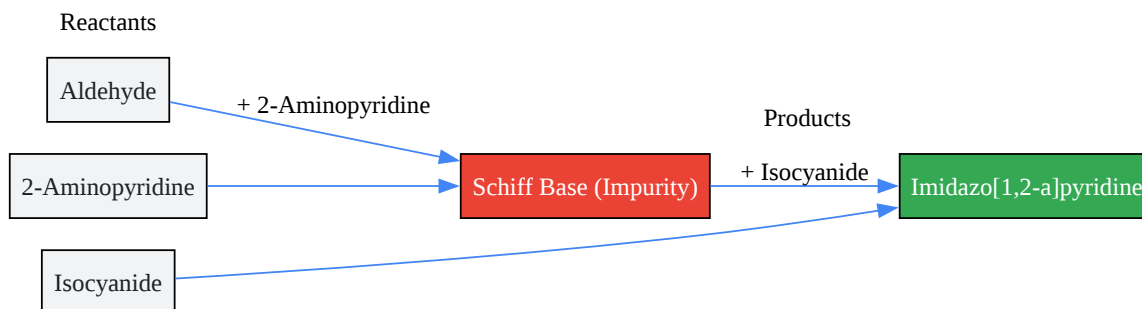 Reactants
Aldehyde
+ 2-Aminopyridine
Products
2-Aminopyridine
Schiff Base (Impurity)
+ Isocyanide
Imidazo[1,2-a]pyridine
Isocyanide